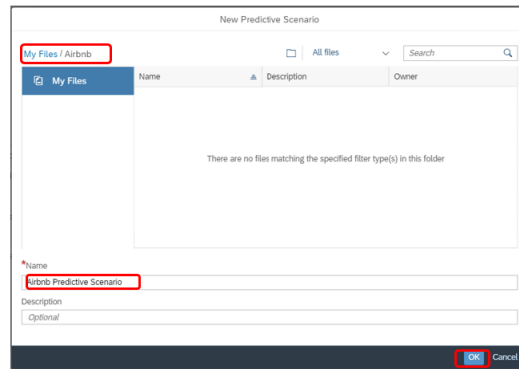 New Predictive Scenario
My Files / Airbnb
All files
Search
My Files
Name
Description
Owner
There are no files matching the specified filter type(s) in this folder
*Name
Airbnb Predictive Scenario
Description
Optional
OK Cancel